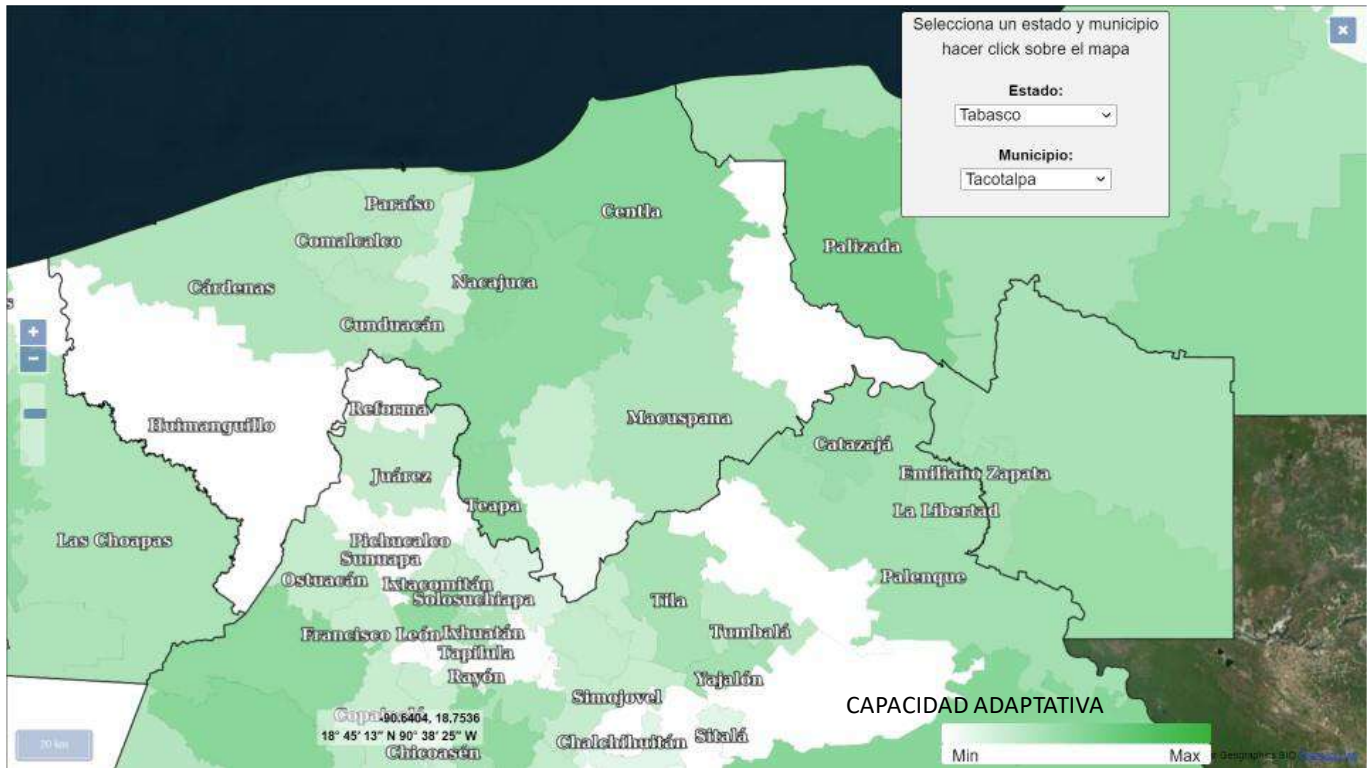 Selecciona un estado y municipio
hacer click sobre el mapa
Estado:
Tabasco
Municipio:
Tacotalpa
Paraíso
Centla
Comalcalco
Palizada
Nacajuca
Cárdenas
s
Cunduacán
+
−
Reforma
Macuspana
Huimanguillo
Catazajá
Juárez
Emiliano Zapata
Teapa
La Libertad
Las Choapas
Pichucalco
Sunuapa
Ostuacán
Ixtacomitán
Palenque
Solosuchiapa
Tila
Francisco León
Ixhuatán
Tumbalá
Tapilula
Rayón
Yajalón
Simojovel
CAPACIDAD ADAPTATIVA
-90.6404, 18.7536
18° 45' 13" N 90° 38' 25" W
Sitalá
Chalchihuitán
20 km
Chicoasén
Min
Max